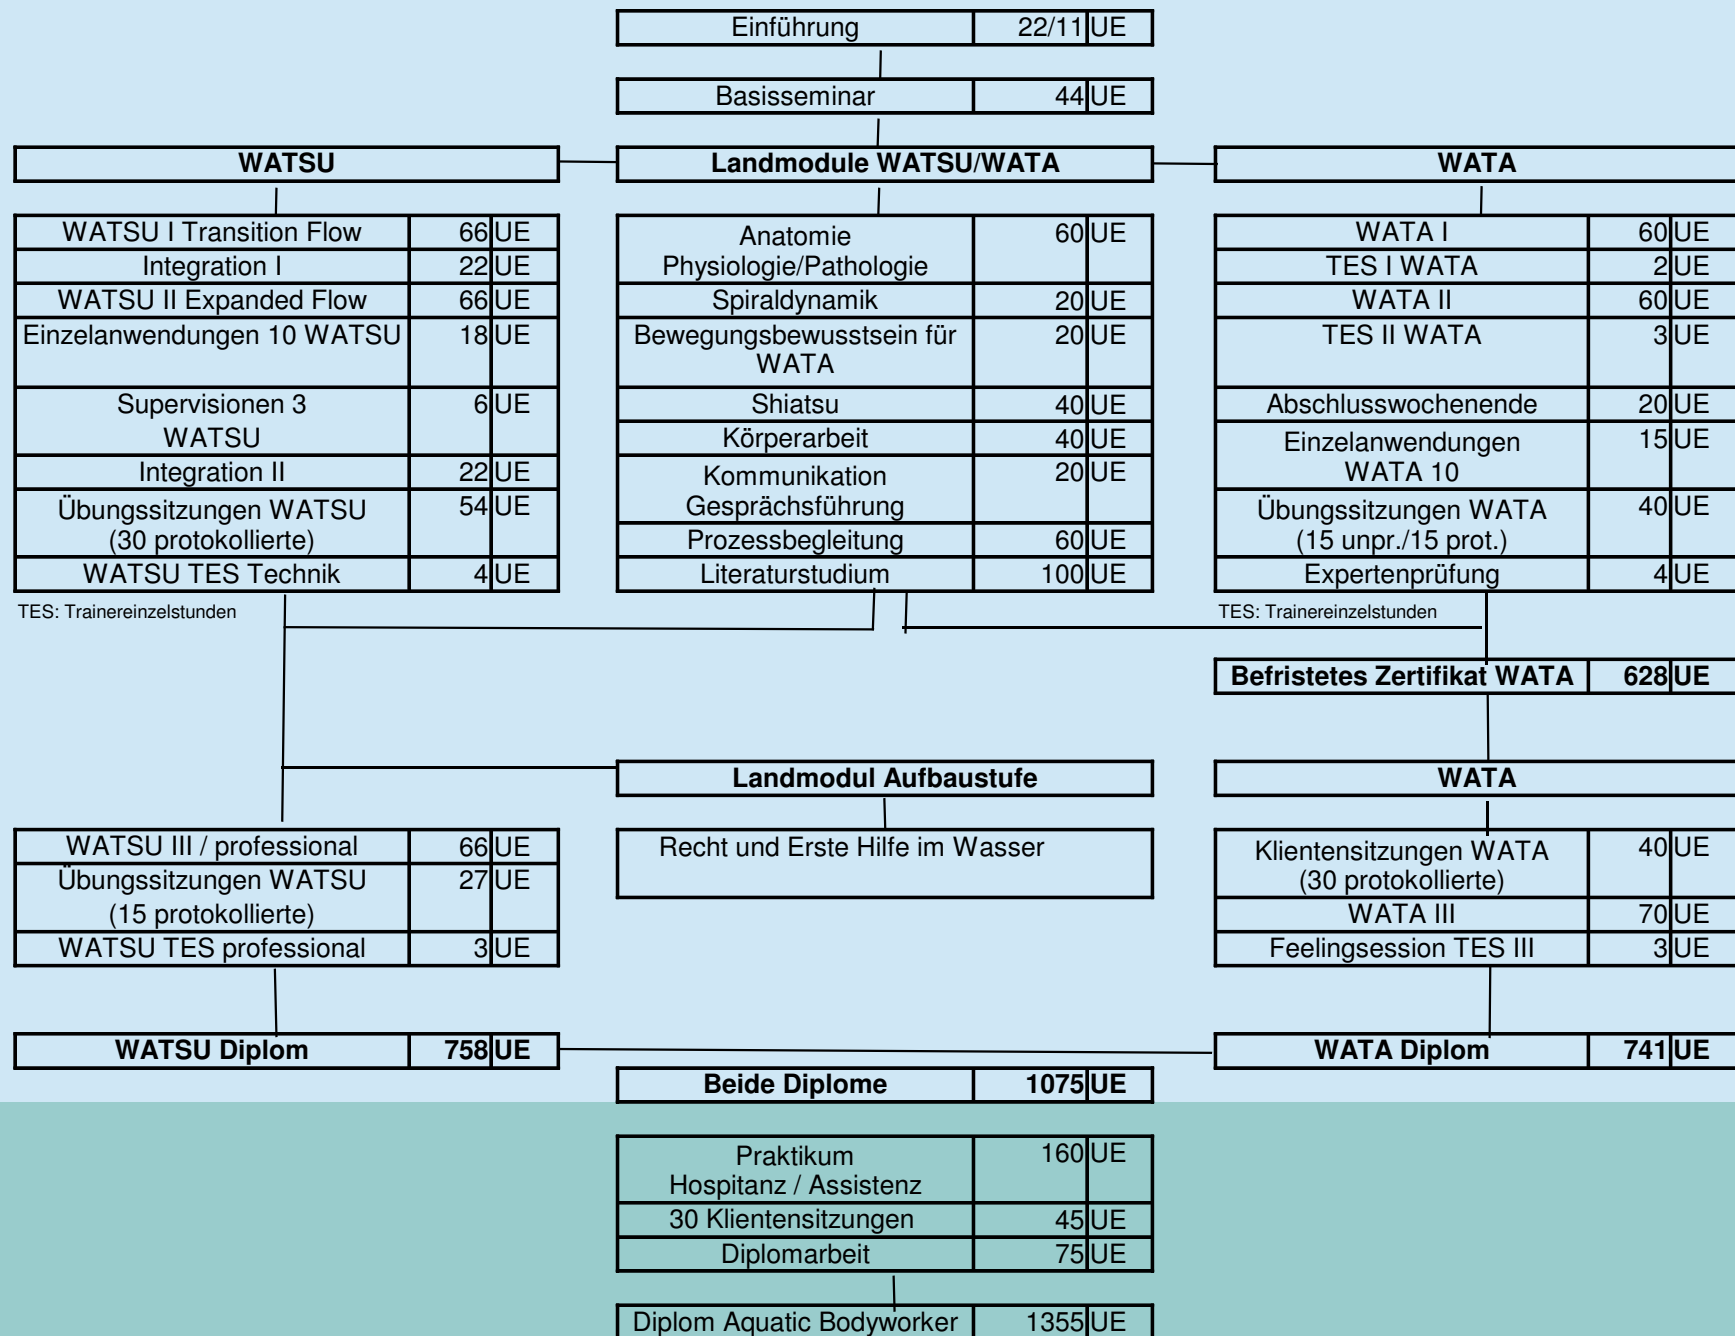 Einführung 22/11 UE
Basisseminar 44 UE
WATSU
Landmodule WATSU/WATA
WATA
WATSU I Transition Flow 66 UE
Integration I 22 UE
WATSU II Expanded Flow 66 UE
Einzelanwendungen 10 WATSU 18 UE
Supervisionen 3 6 UE
WATSU
Integration II 22 UE
Übungssitzungen WATSU 54 UE
(30 protokollierte)
WATSU TES Technik 4 UE
TES: Trainereinzelstunden
Anatomie 60 UE
Physiologie/Pathologie
Spiraldynamik 20 UE
Bewegungsbewusstsein für 20 UE
WATA
Shiatsu 40 UE
Körperarbeit 40 UE
Kommunikation 20 UE
Gesprächsführung
Prozessbegleitung 60 UE
Literaturstudium 100 UE
WATA I 60 UE
TES I WATA 2 UE
WATA II 60 UE
TES II WATA 3 UE
Abschlusswochenende 20 UE
Einzelanwendungen 15 UE
WATA 10
Übungssitzungen WATA 40 UE
(15 unpr./15 prot.)
Expertenprüfung 4 UE
TES: Trainereinzelstunden
Befristetes Zertifikat WATA 628 UE
Landmodul Aufbaustufe
WATA
WATSU III / professional 66 UE
Übungssitzungen WATSU 27 UE
(15 protokollierte)
WATSU TES professional 3 UE
Recht und Erste Hilfe im Wasser
Klientensitzungen WATA 40 UE
(30 protokollierte)
WATA III 70 UE
Feelingsession TES III 3 UE
WATSU Diplom 758 UE
WATA Diplom 741 UE
Beide Diplome 1075 UE
Praktikum 160 UE
Hospitanz / Assistenz
30 Klientensitzungen 45 UE
Diplomarbeit 75 UE
Diplom Aquatic Bodyworker 1355 UE